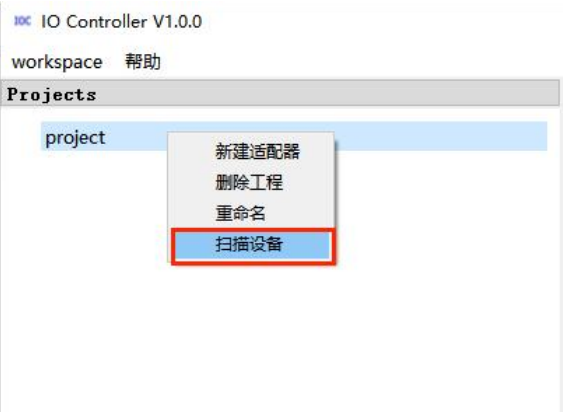 IOC IO Controller V1.0.0
workspace 帮助
Projects
project
新建适配器
删除工程
重命名
扫描设备